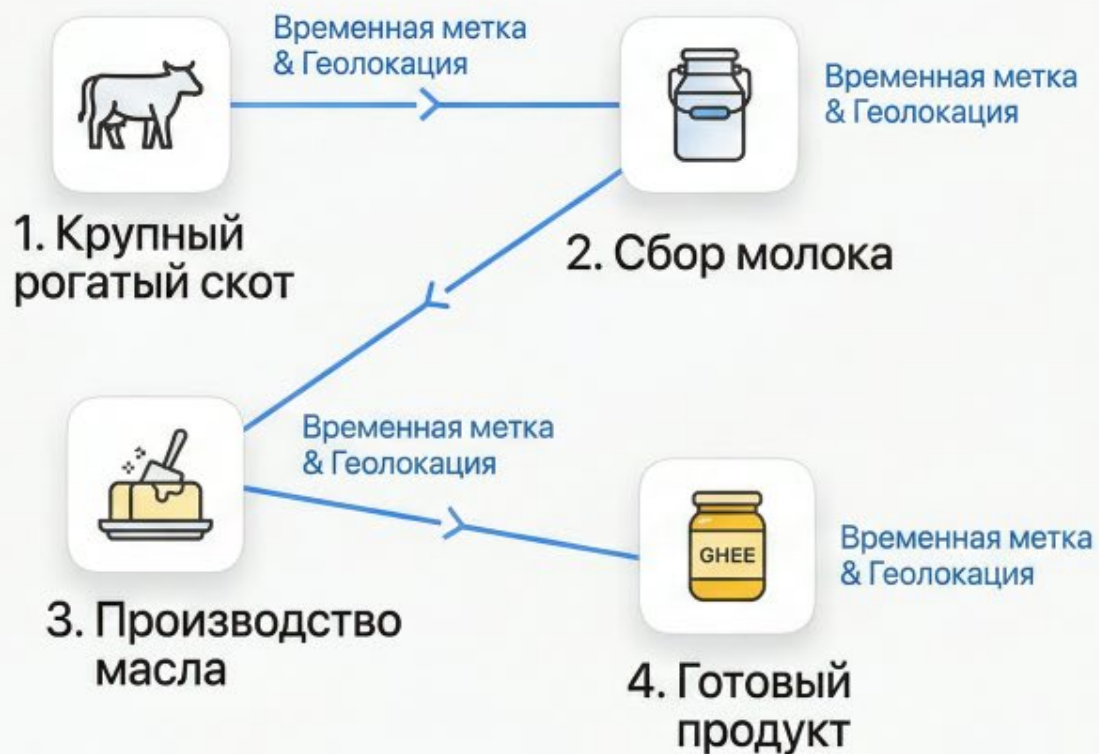 Временная метка
& Геолокация
Временная метка
& Геолокация
1. Крупный
рогатый скот
2. Сбор молока
Временная метка
& Геолокация
GHEE
Временная метка
& Геолокация
3. Производство
масла
4. Готовый
продукт